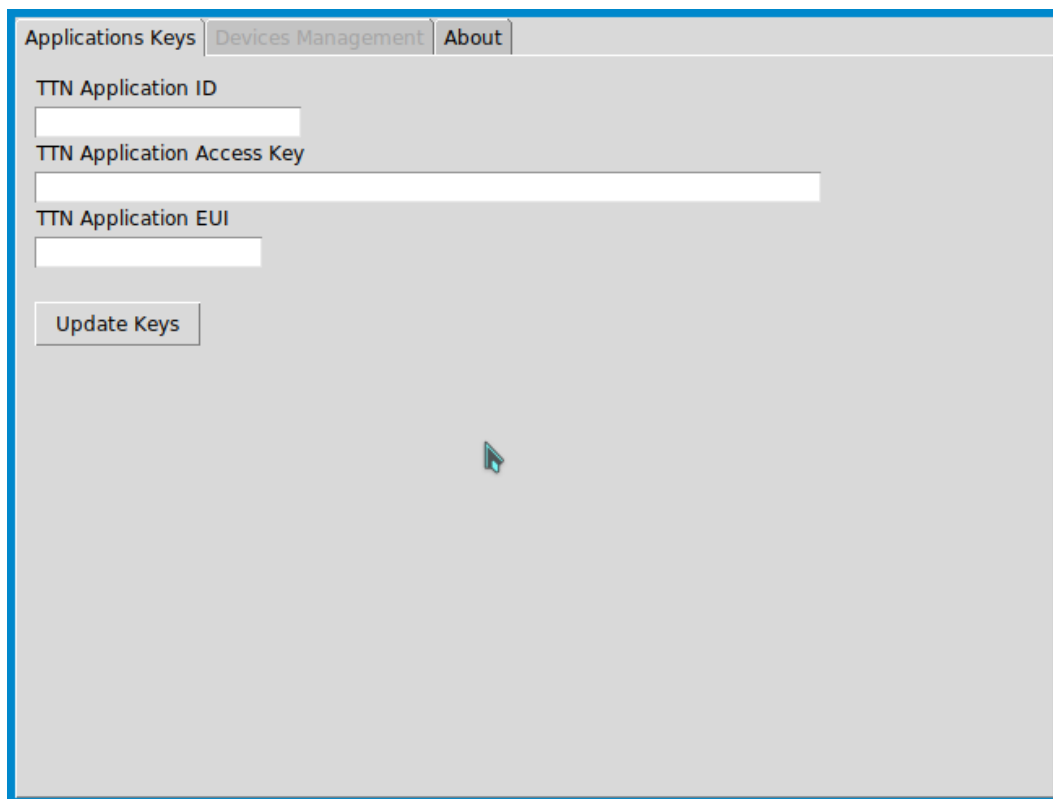 Applications Keys Devices Management About
TTN Application ID
TTN Application Access Key
TTN Application EUI
Update Keys